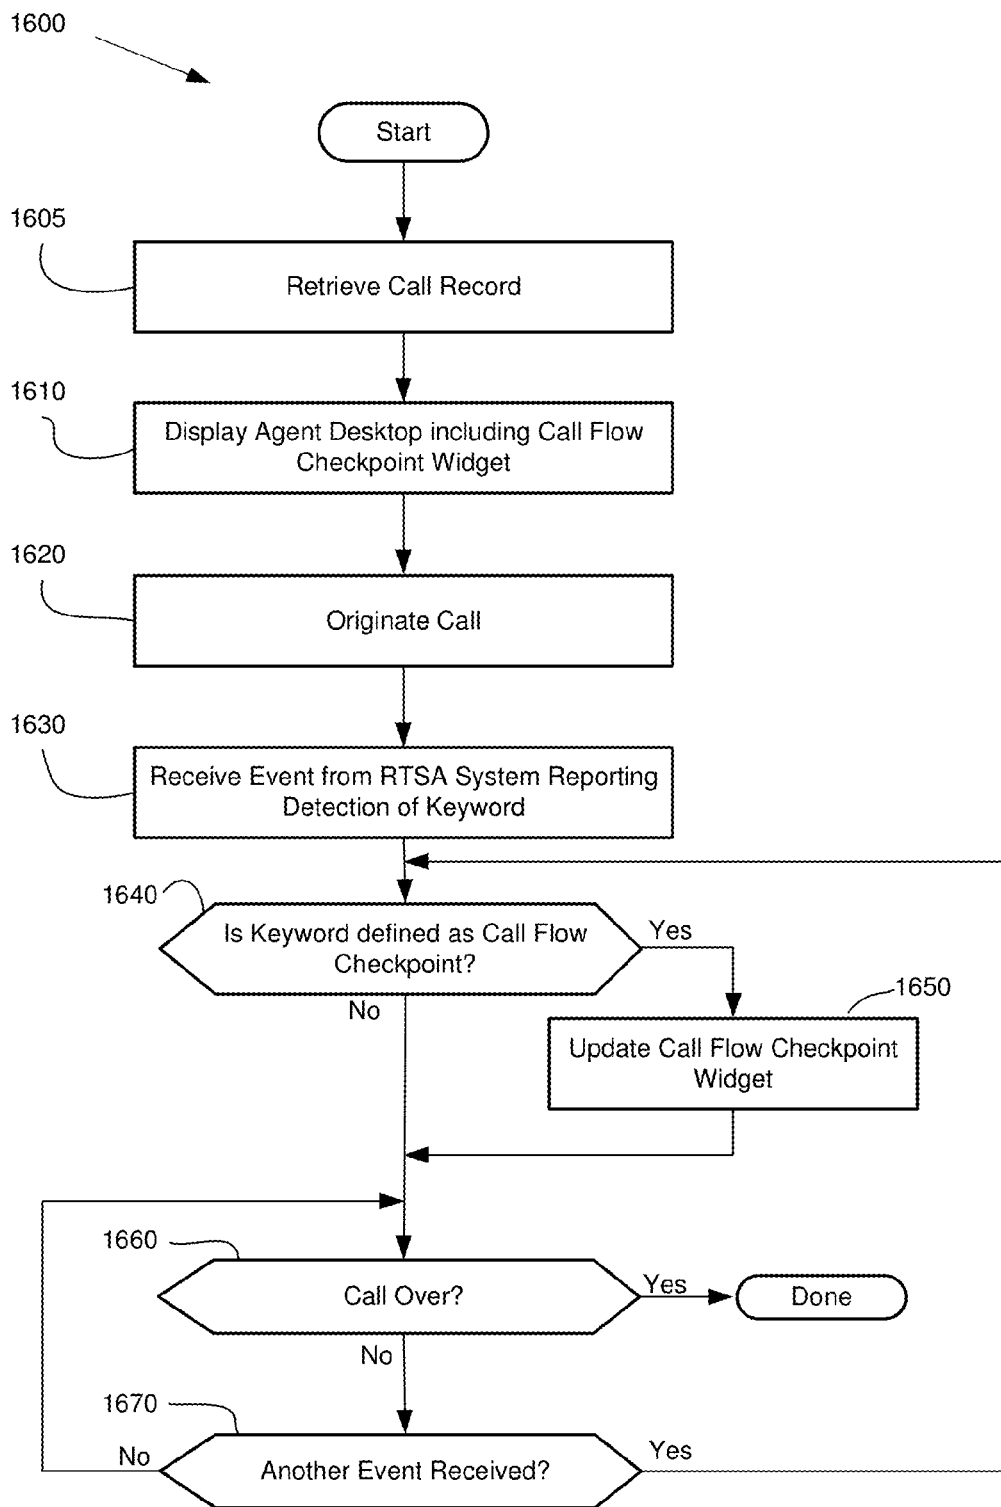 1600
Start
1605
Retrieve Call Record
1610
Display Agent Desktop including Call Flow
Checkpoint Widget
1620
Originate Call
1630
Receive Event from RTSA System Reporting
Detection of Keyword
1640
Is Keyword defined as Call Flow
Checkpoint?
Yes
No
1650
Update Call Flow Checkpoint
Widget
1660
Call Over?
Yes
Done
No
1670
No
Another Event Received?
Yes